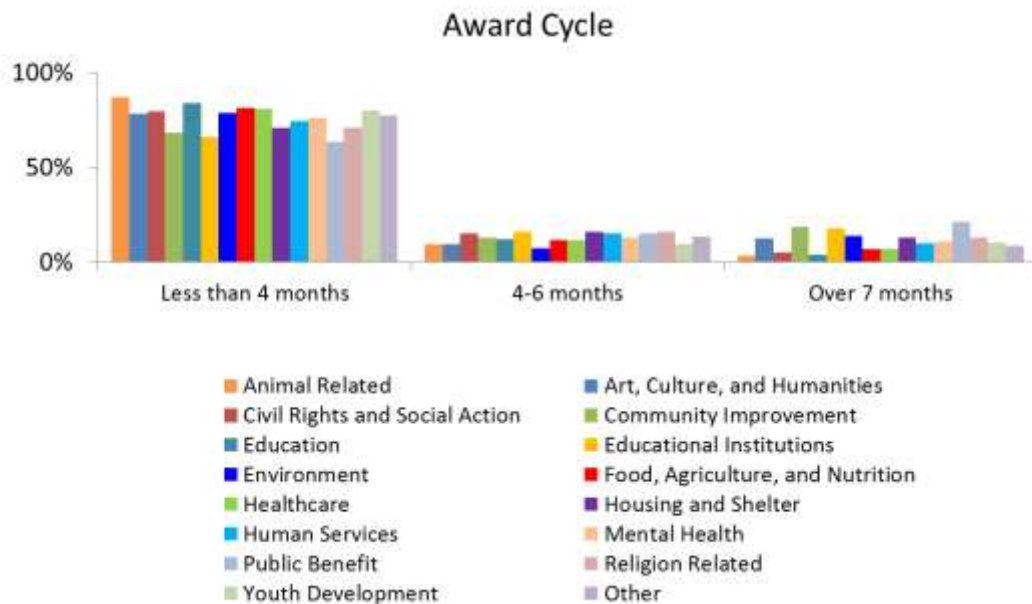 Award Cycle
100%
50%
0%
Less than 4 months 4-6 months Over 7 months
Animal Related Art, Culture, and Humanities
Civil Rights and Social Action Community Improvement
Education Educational Institutions
Environment Food, Agriculture, and Nutrition
Healthcare Housing and Shelter
Human Services Mental Health
Public Benefit Religion Related
Youth Development Other